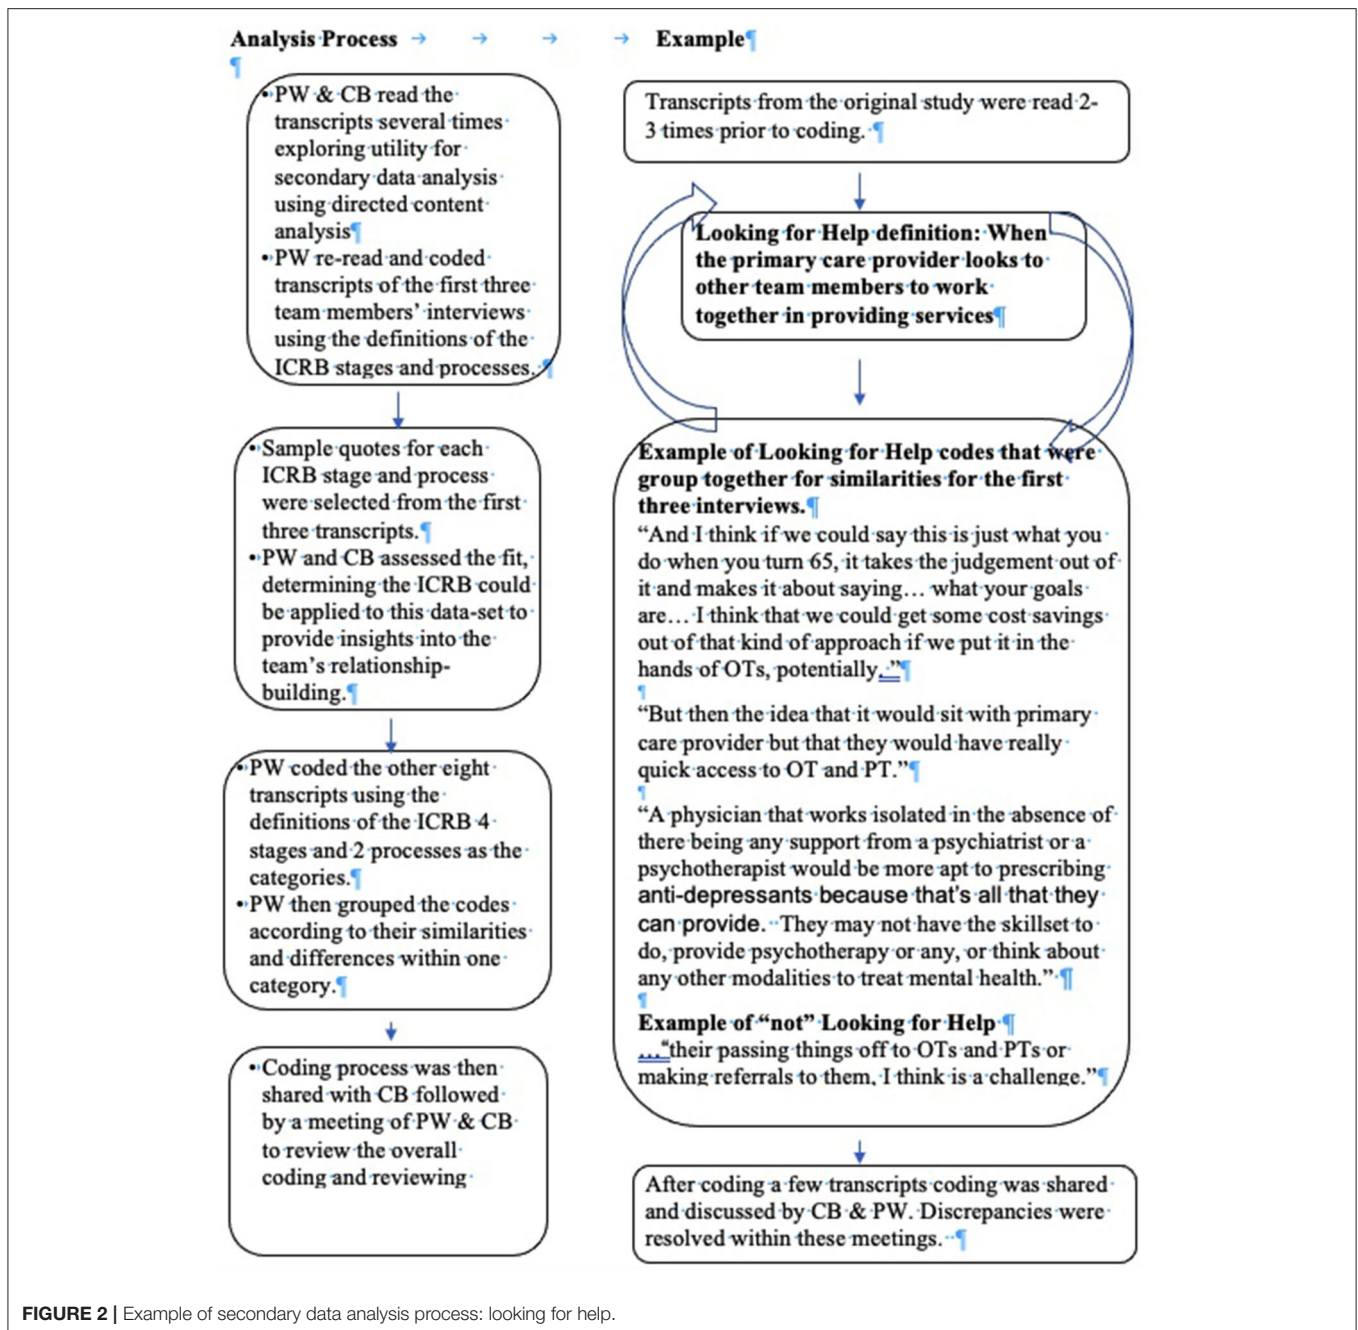 Analysis Process → → → → Example¶
¶
• PW & CB read the
transcripts several times
exploring utility for
secondary data analysis
using directed content
analysis¶
• PW re-read and coded
transcripts of the first three
team members’ interviews
using the definitions of the
ICRB stages and processes. ¶
• Sample quotes for each
ICRB stage and process
were selected from the first
three transcripts.¶
• PW and CB assessed the fit,
determining the ICRB could
be applied to this data-set to
provide insights into the
team’s relationship-
building.¶
• PW coded the other eight
transcripts using the
definitions of the ICRB 4
stages and 2 processes as the
categories.¶
• PW then grouped the codes
according to their similarities
and differences within one
category.¶
• Coding process was then
shared with CB followed
by a meeting of PW & CB
to review the overall
coding and reviewing
Transcripts from the original study were read 2-
3 times prior to coding. ¶
Looking for Help definition: When
the primary care provider looks to
other team members to work
together in providing services¶
Example of Looking for Help codes that were
group together for similarities for the first
three interviews.¶
“And I think if we could say this is just what you
do when you turn 65, it takes the judgement out of
it and makes it about saying… what your goals
are… I think that we could get some cost savings
out of that kind of approach if we put it in the
hands of OTs, potentially.”¶
¶
“But then the idea that it would sit with primary
care provider but that they would have really
quick access to OT and PT.”¶
¶
“A physician that works isolated in the absence of
there being any support from a psychiatrist or a
psychotherapist would be more apt to prescribing
anti-depressants because that’s all that they
can provide. They may not have the skillset to
do, provide psychotherapy or any, or think about
any other modalities to treat mental health.” ¶
¶
Example of “not” Looking for Help ¶
…“their passing things off to OTs and PTs or
making referrals to them, I think is a challenge.”¶
After coding a few transcripts coding was shared
and discussed by CB & PW. Discrepancies were
resolved within these meetings. ¶
FIGURE 2 | Example of secondary data analysis process: looking for help.